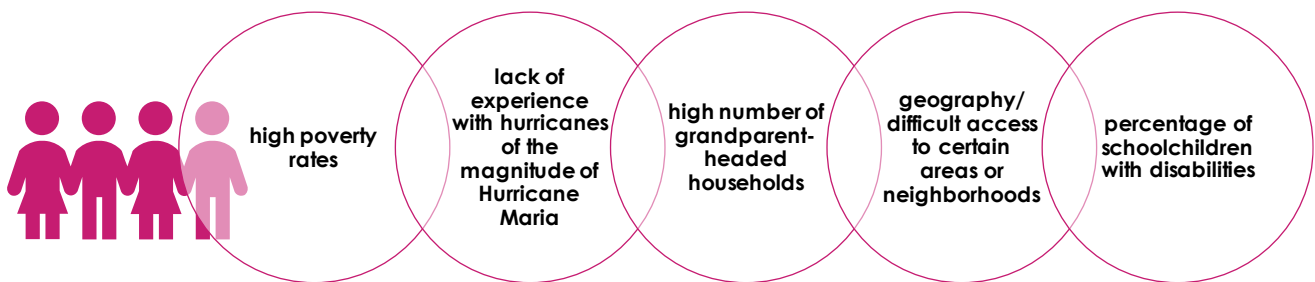 high poverty
rates
lack of
experience
with hurricanes
of the
magnitude of
Hurricane
Maria
high number of
grandparent-
headed
households
geography/
difficult access
to certain
areas or
neighborhoods
percentage of
schoolchildren
with disabilities